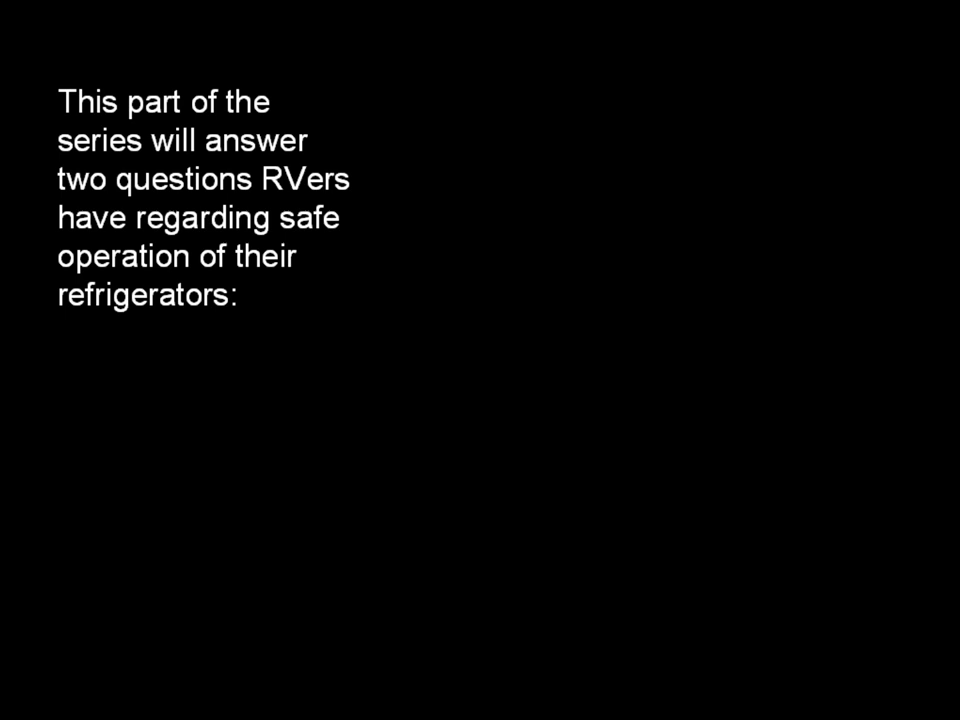 This part of the
series will answer
two questions RVers
have regarding safe
operation of their
refrigerators: